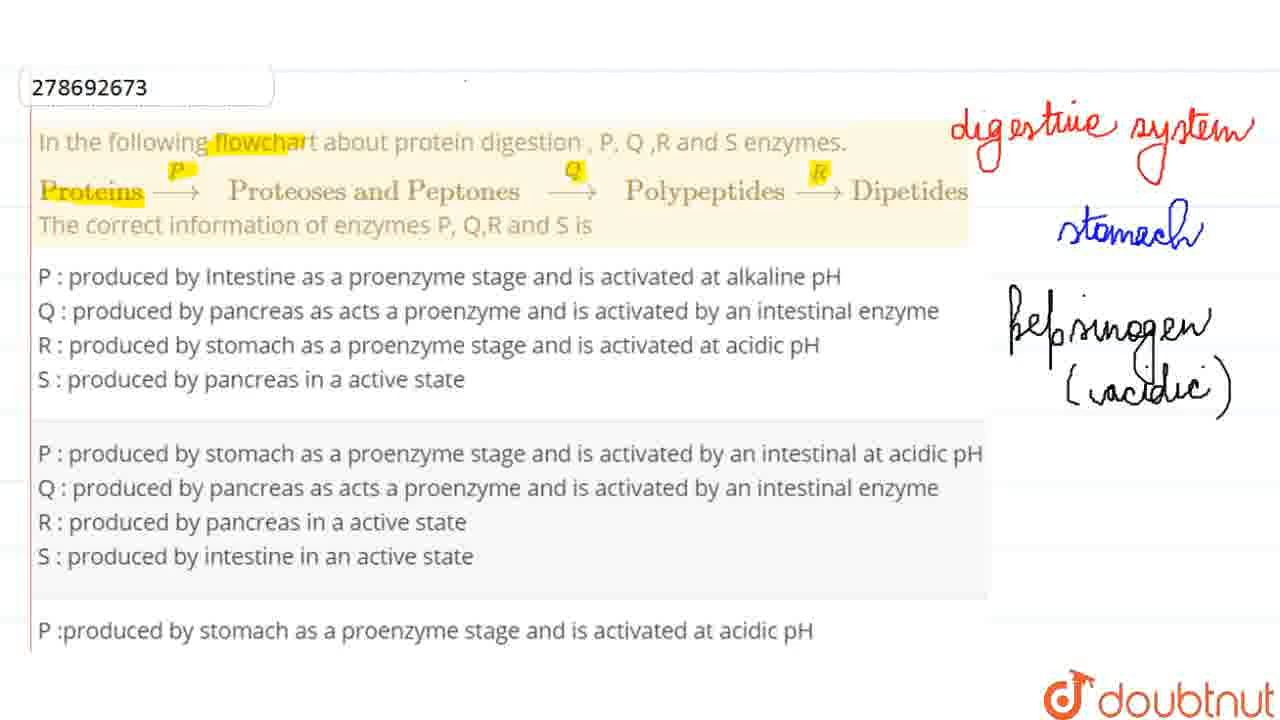 278692673
In the following flowchart about protein digestion , P, Q ,R and S enzymes.
Proteins \xrightarrow{P} Proteoses and Peptones \xrightarrow{Q} Polypeptides \xrightarrow{R} Dipetides
The correct information of enzymes P, Q,R and S is
P : produced by Intestine as a proenzyme stage and is activated at alkaline pH
Q : produced by pancreas as acts a proenzyme and is activated by an intestinal enzyme
R : produced by stomach as a proenzyme stage and is activated at acidic pH
S : produced by pancreas in a active state
P : produced by stomach as a proenzyme stage and is activated by an intestinal at acidic pH
Q : produced by pancreas as acts a proenzyme and is activated by an intestinal enzyme
R : produced by pancreas in a active state
S : produced by intestine in an active state
P :produced by stomach as a proenzyme stage and is activated at acidic pH
digestive system
stomach
pepsinogen
(acidic)
doubtnut